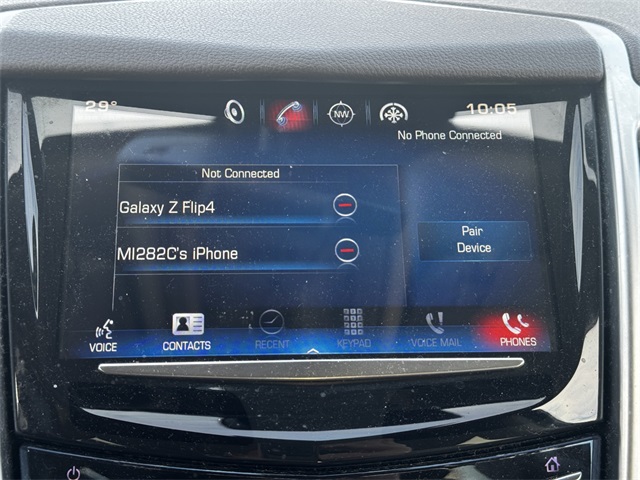 29°
NW
10:05
No Phone Connected
Not Connected
Galaxy Z Flip4
MI282C's iPhone
Pair
Device
VOICE
CONTACTS
RECENT
KEYPAD
VOICE MAIL
PHONES